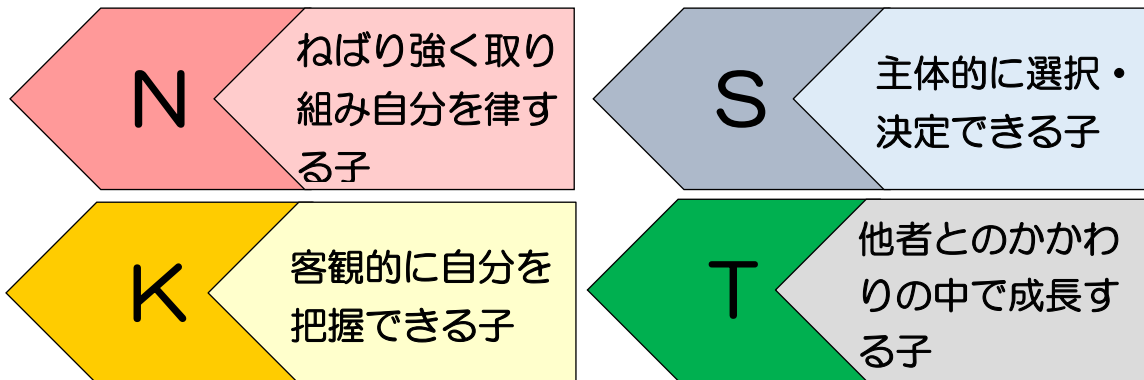 N
ねばり強く取り
組み自分を律す
る子
S
主体的に選択・
決定できる子
K
客観的に自分を
把握できる子
T
他者とのかかわ
りの中で成長す
る子